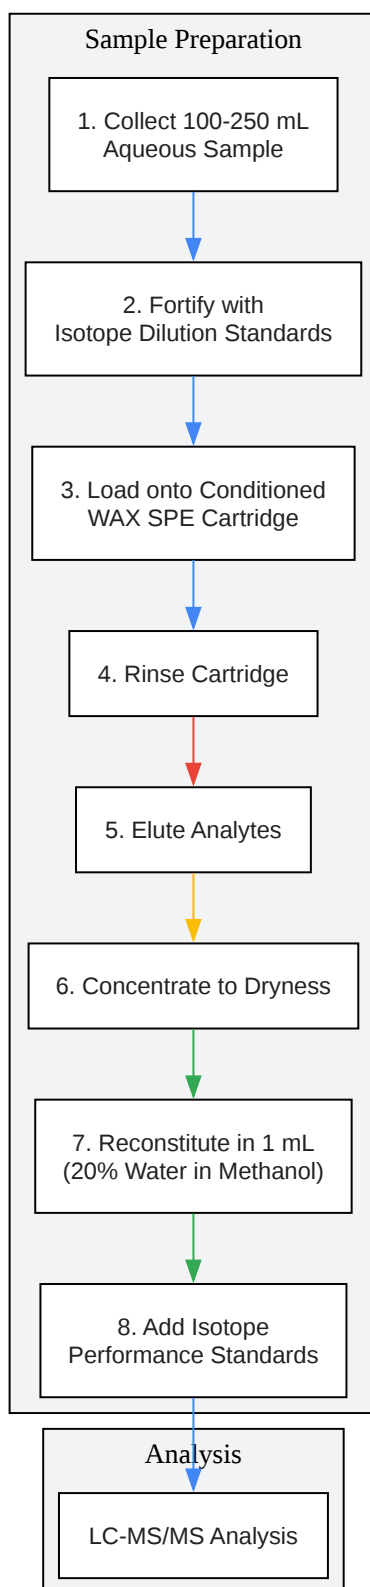 Sample Preparation
1. Collect 100-250 mL
Aqueous Sample
2. Fortify with
Isotope Dilution Standards
3. Load onto Conditioned
WAX SPE Cartridge
4. Rinse Cartridge
5. Elute Analytes
6. Concentrate to Dryness
7. Reconstitute in 1 mL
(20% Water in Methanol)
8. Add Isotope
Performance Standards
Analysis
LC-MS/MS Analysis